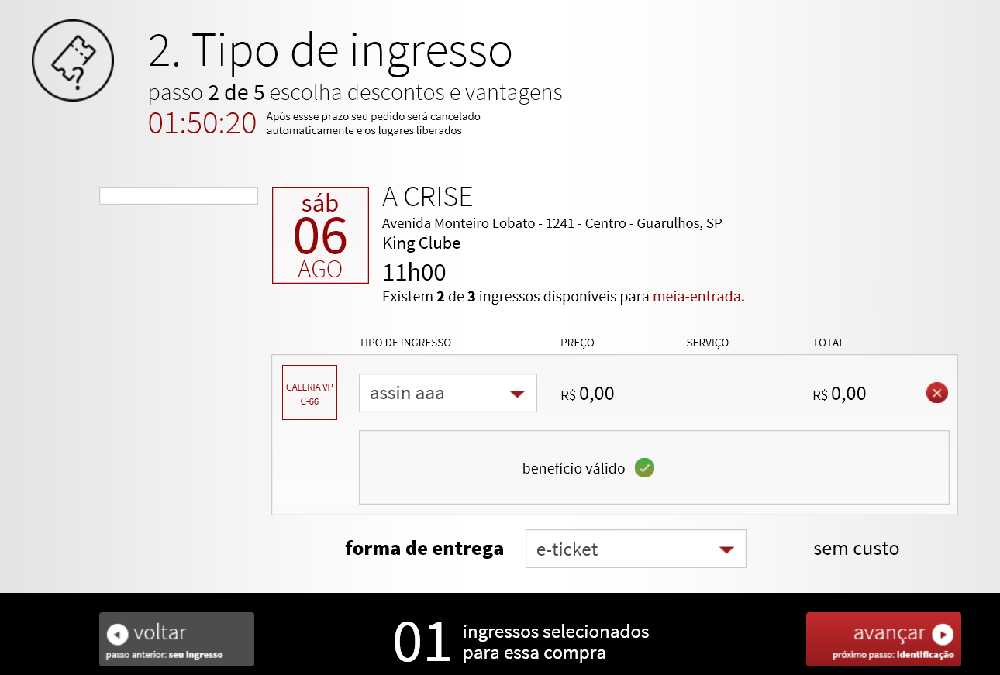 2. Tipo de ingresso
passo 2 de 5 escolha descontos e vantagens
01:50:20 Após essse prazo seu pedido será cancelado
automaticamente e os lugares liberados
sáb
06
AGO
A CRISE
Avenida Monteiro Lobato - 1241 - Centro - Guarulhos, SP
King Clube
11h00
Existem 2 de 3 ingressos disponíveis para meia-entrada.
TIPO DE INGRESSO PREÇO SERVIÇO TOTAL
GALERIA VP
C-66
assin aaa R$ 0,00 - R$ 0,00
benefício válido
forma de entrega e-ticket sem custo
voltar
passo anterior: seu ingresso
01 ingressos selecionados
para essa compra
avançar
próximo passo: identificação